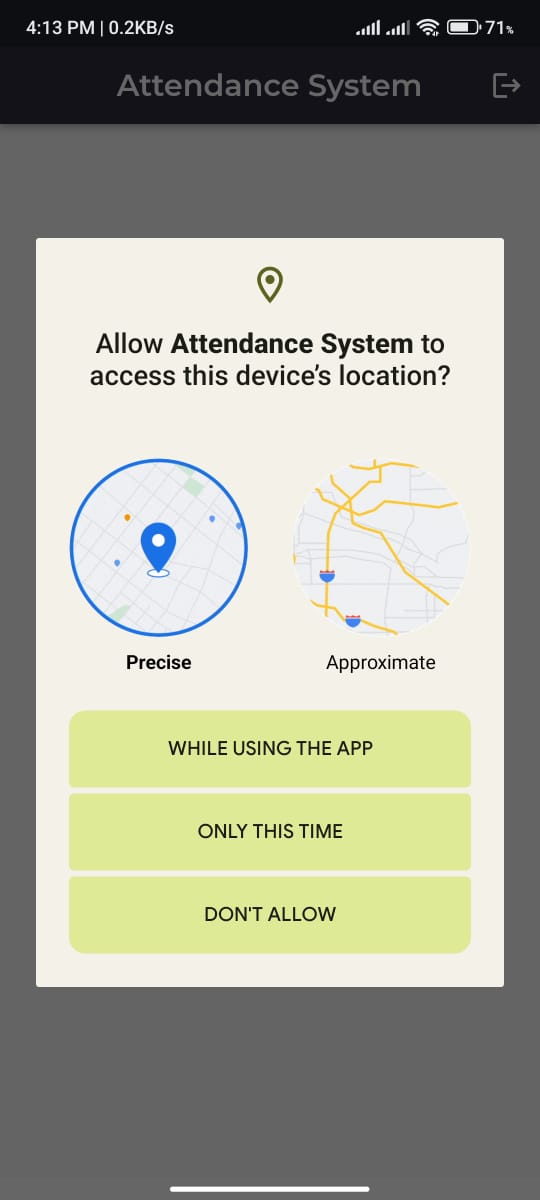 4:13 PM | 0.2KB/s 71%
Attendance System
Allow Attendance System to
access this device’s location?
Precise Approximate
WHILE USING THE APP
ONLY THIS TIME
DON'T ALLOW